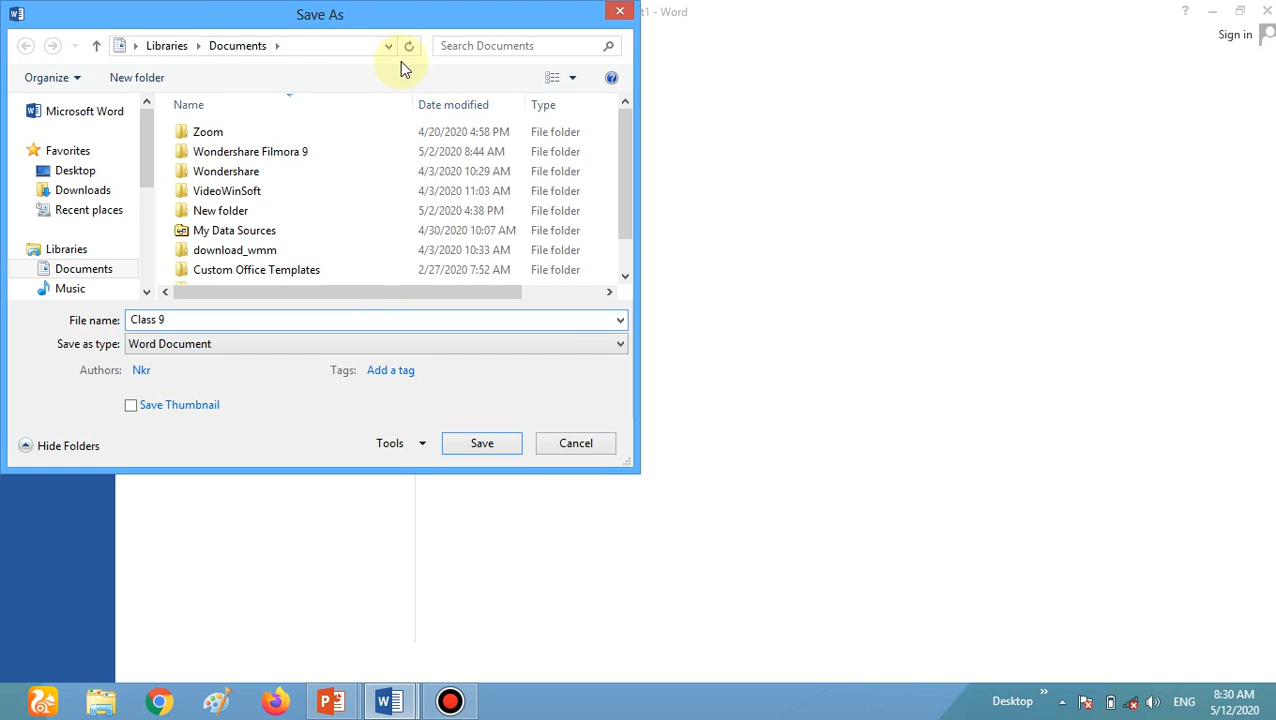 Save As
t1 - Word
Sign in
Libraries
Documents
Search Documents
Organize
New folder
Name
Date modified
Type
Microsoft Word
Favorites
Desktop
Downloads
Recent places
Libraries
Documents
Music
Zoom 4/20/2020 4:58 PM File folder
Wondershare Filmora 9 5/2/2020 8:44 AM File folder
Wondershare 4/3/2020 10:29 AM File folder
VideoWinSoft 4/3/2020 11:03 AM File folder
New folder 5/2/2020 4:38 PM File folder
My Data Sources 4/30/2020 10:07 AM File folder
download_wmm 4/3/2020 10:33 AM File folder
Custom Office Templates 2/27/2020 7:52 AM File folder
File name: Class 9
Save as type: Word Document
Authors: Nkr
Tags: Add a tag
Save Thumbnail
Hide Folders
Tools
Save
Cancel
Desktop
ENG
8:30 AM
5/12/2020